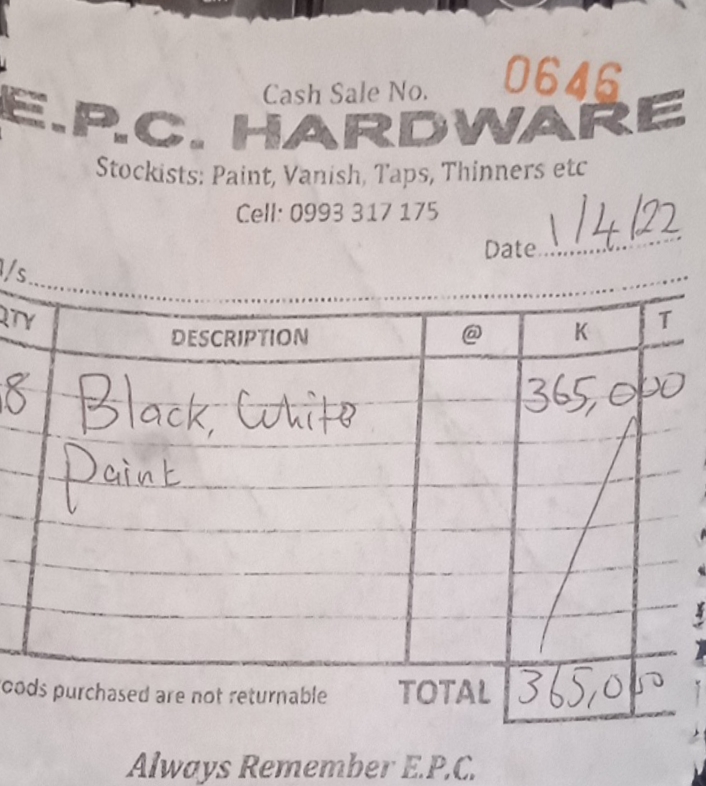 Cash Sale No. 0646
E.P.C. HARDWARE
Stockists: Paint, Vanish, Taps, Thinners etc
Cell: 0993 317 175
Date 1/4/22
/s
QTY DESCRIPTION @ K T
8 Black, White 365,000
Paint
oods purchased are not returnable TOTAL 365,000
Always Remember E.P.C.